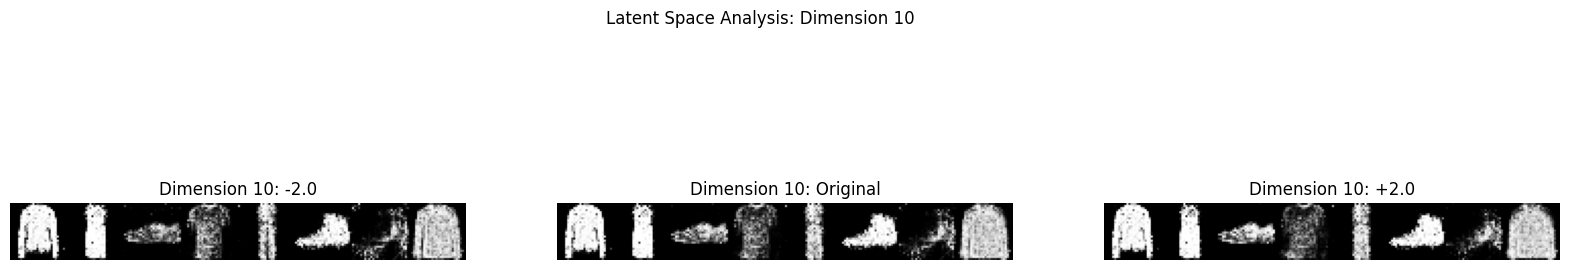 Latent Space Analysis: Dimension 10
Dimension 10: -2.0
Dimension 10: Original
Dimension 10: +2.0